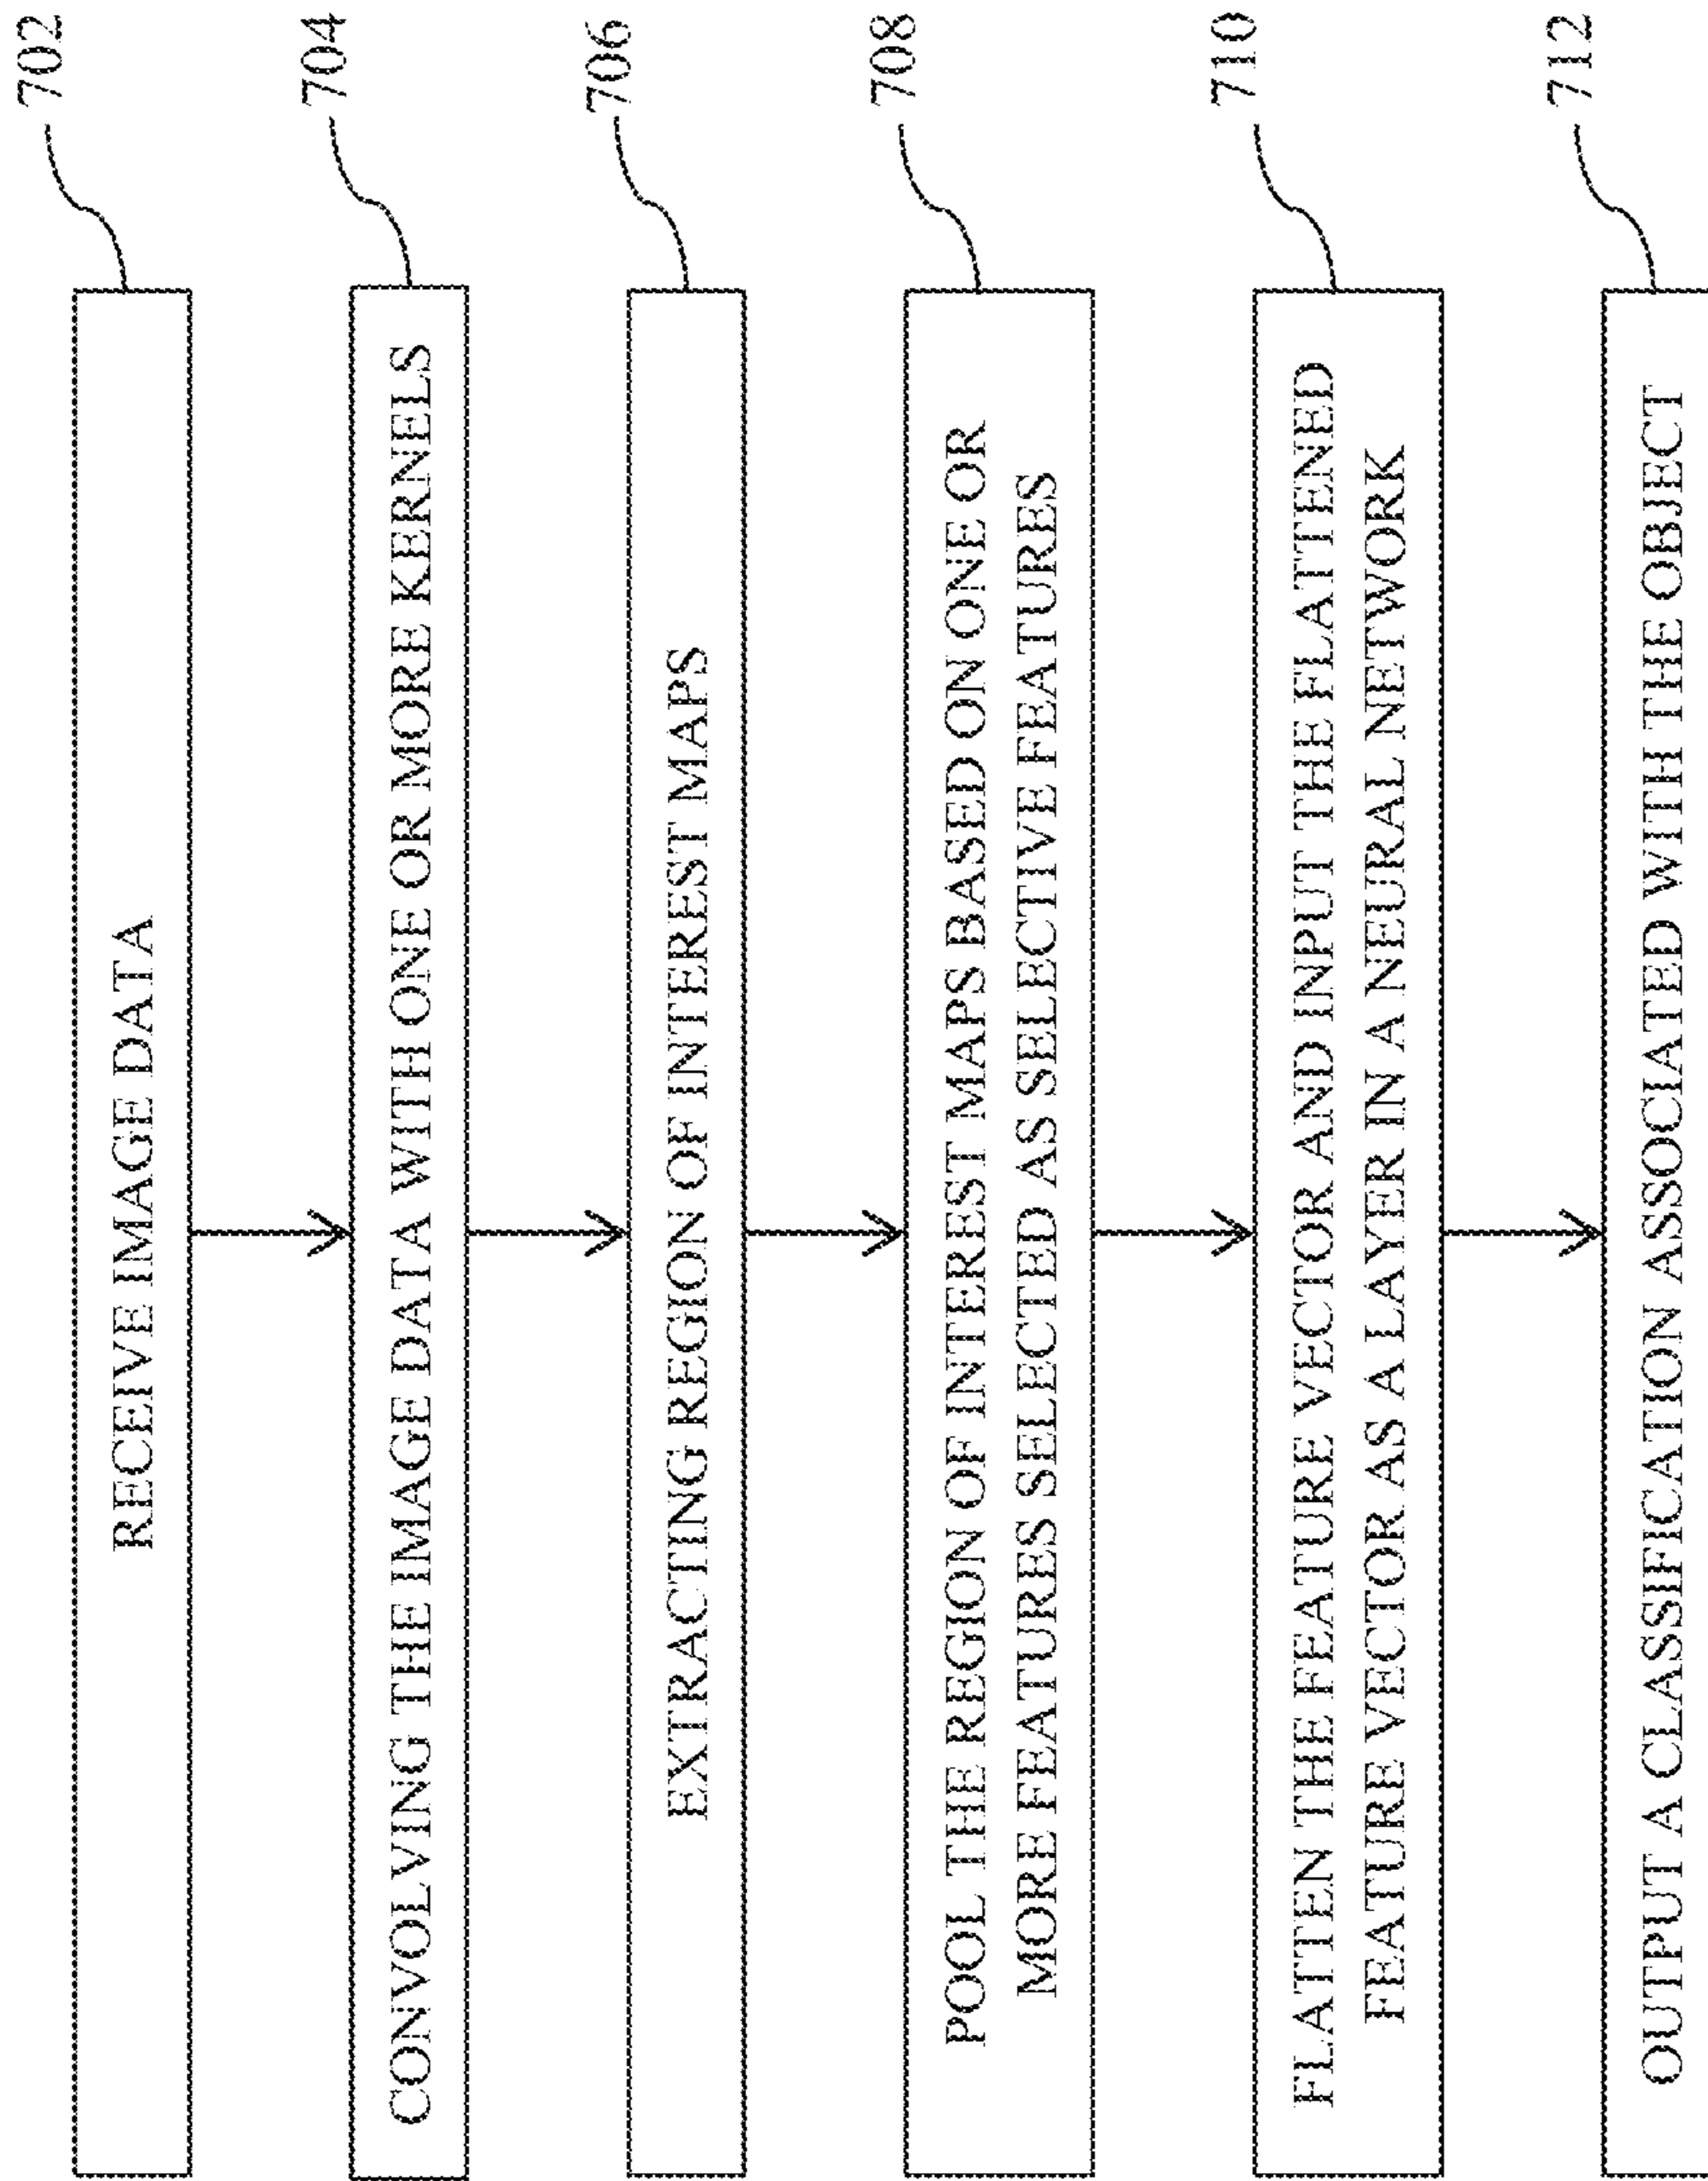 702
RECEIVE IMAGE DATA
704
CONVOLVING THE IMAGE DATA WITH ONE OR MORE KERNELS
706
EXTRACTING REGION OF INTEREST MAPS
708
POOL THE REGION OF INTEREST MAPS BASED ON ONE OR
MORE FEATURES SELECTED AS SELECTIVE FEATURES
710
FLATTEN THE FEATURE VECTOR AND INPUT THE FLATTENED
FEATURE VECTOR AS A LAYER IN A NEURAL NETWORK
712
OUTPUT A CLASSIFICATION ASSOCIATED WITH THE OBJECT